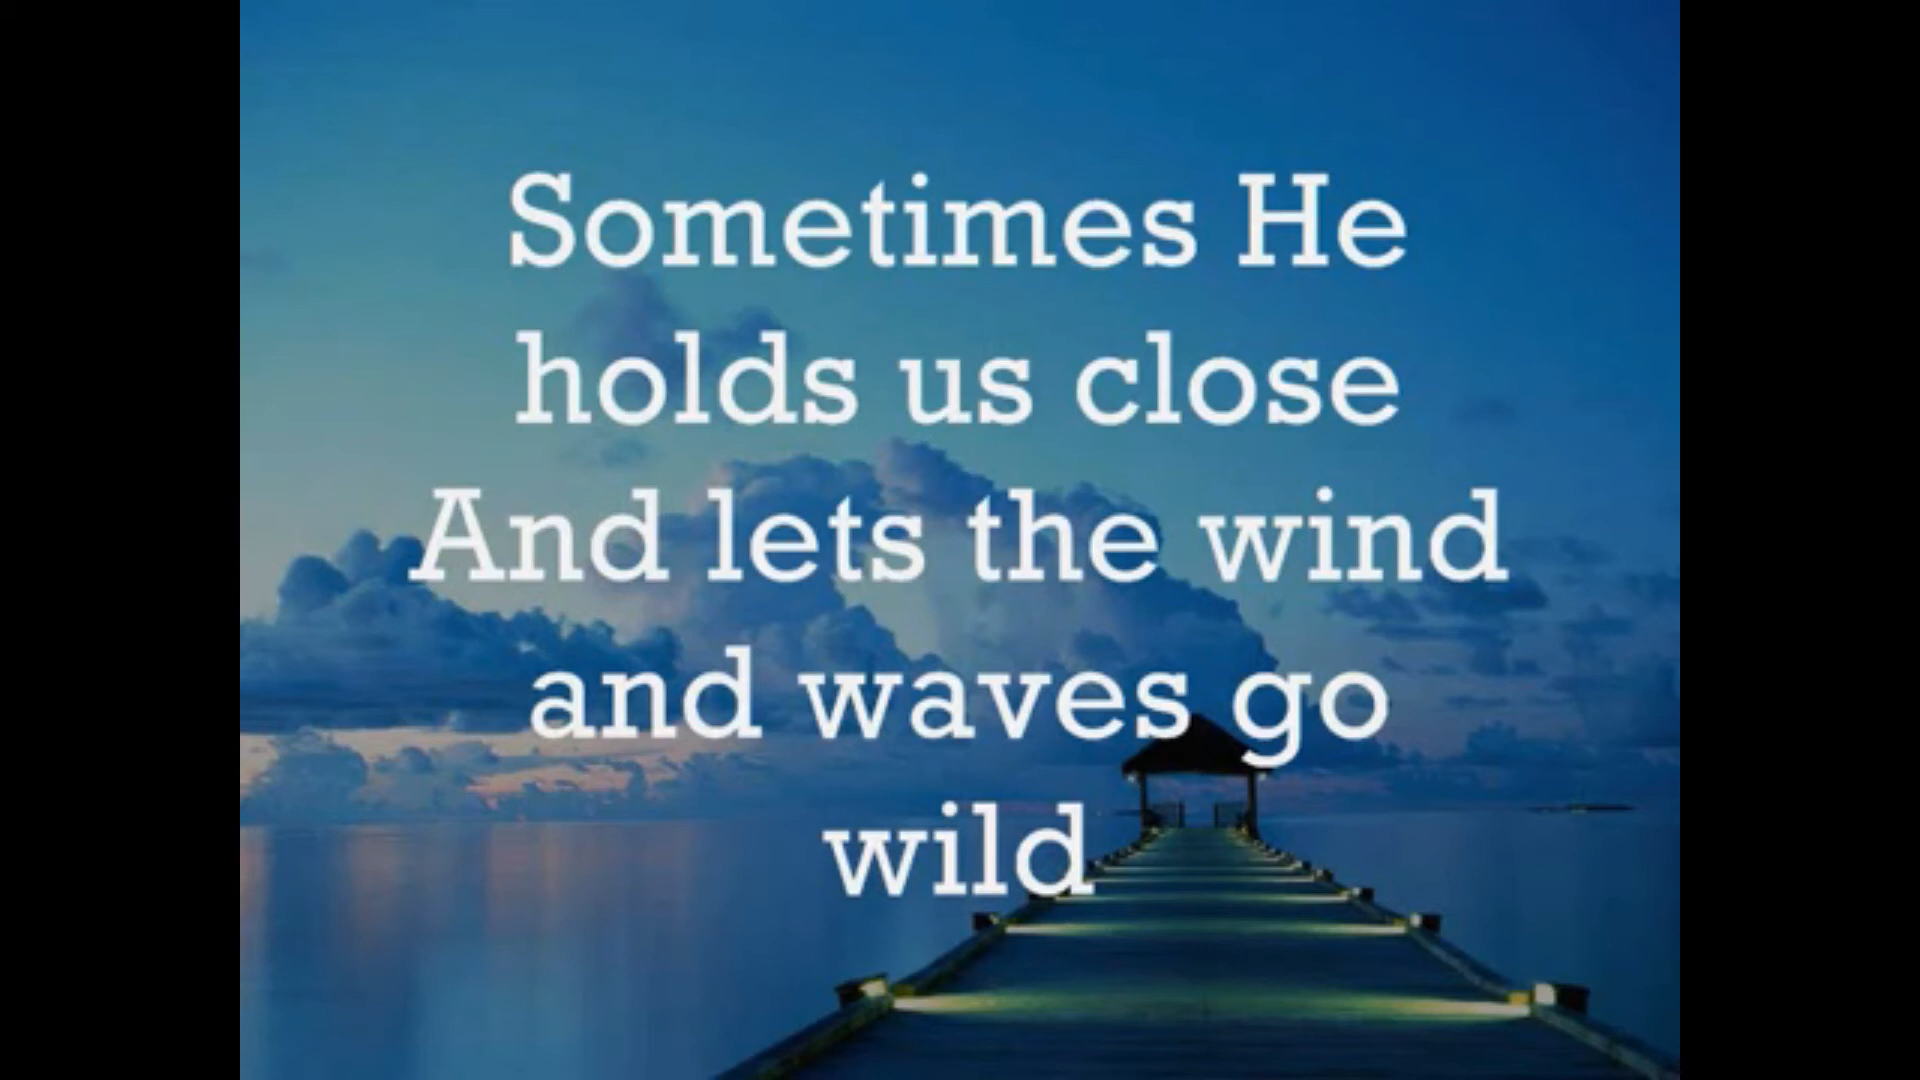 Sometimes He
holds us close
And lets the wind
and waves go
wild